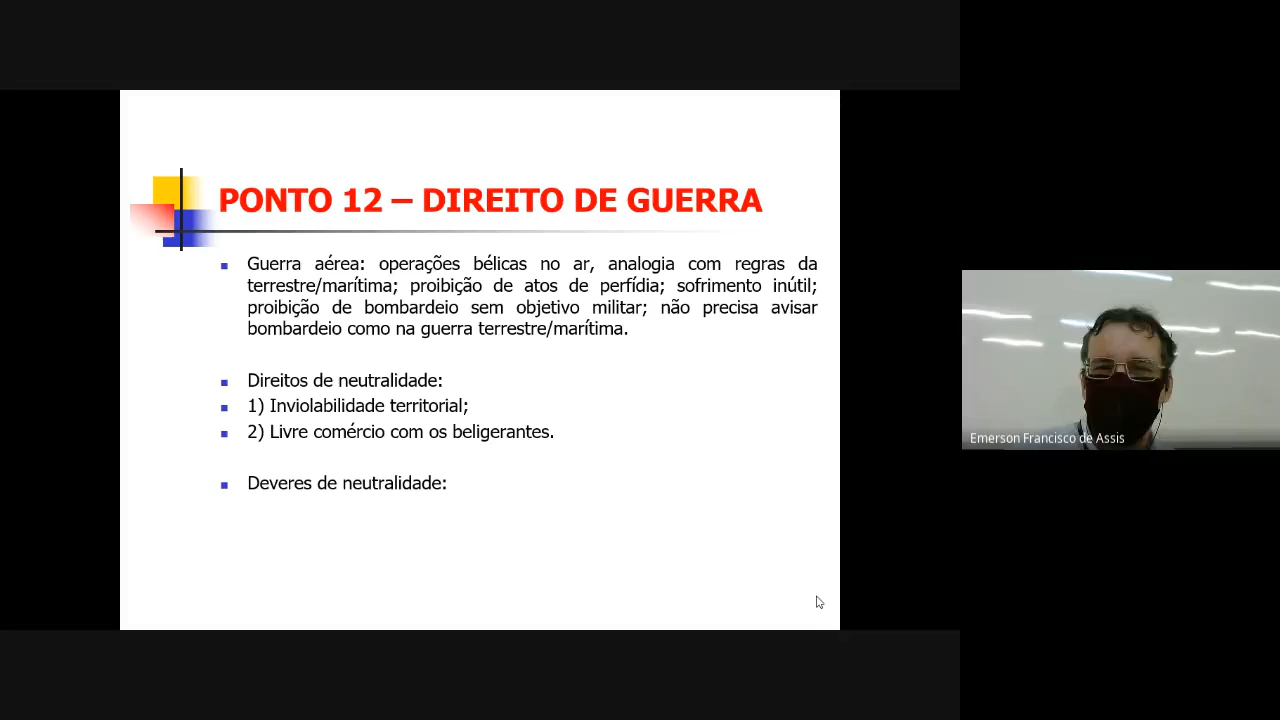 PONTO 12 – DIREITO DE GUERRA
Guerra aérea: operações bélicas no ar, analogia com regras da
terrestre/marítima; proibição de atos de perfídia; sofrimento inútil;
proibição de bombardeio sem objetivo militar; não precisa avisar
bombardeio como na guerra terrestre/marítima.
Direitos de neutralidade:
1) Inviolabilidade territorial;
2) Livre comércio com os beligerantes.
Deveres de neutralidade:
Emerson Francisco de Assis